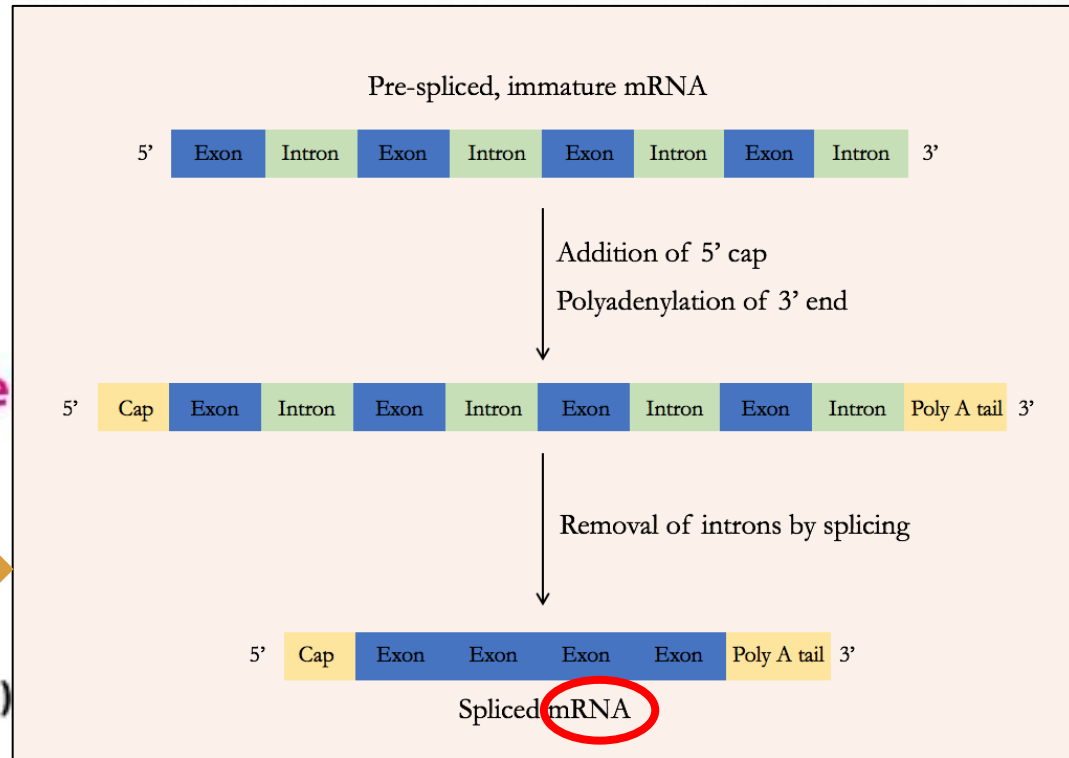 Pre-spliced, immature mRNA
5’ Exon Intron Exon Intron Exon Intron Exon Intron 3’
Addition of 5’ cap
Polyadenylation of 3’ end
e
5’ Cap Exon Intron Exon Intron Exon Intron Exon Intron Poly A tail 3’
Removal of introns by splicing
5’ Cap Exon Exon Exon Exon Poly A tail 3’
)
Spliced mRNA